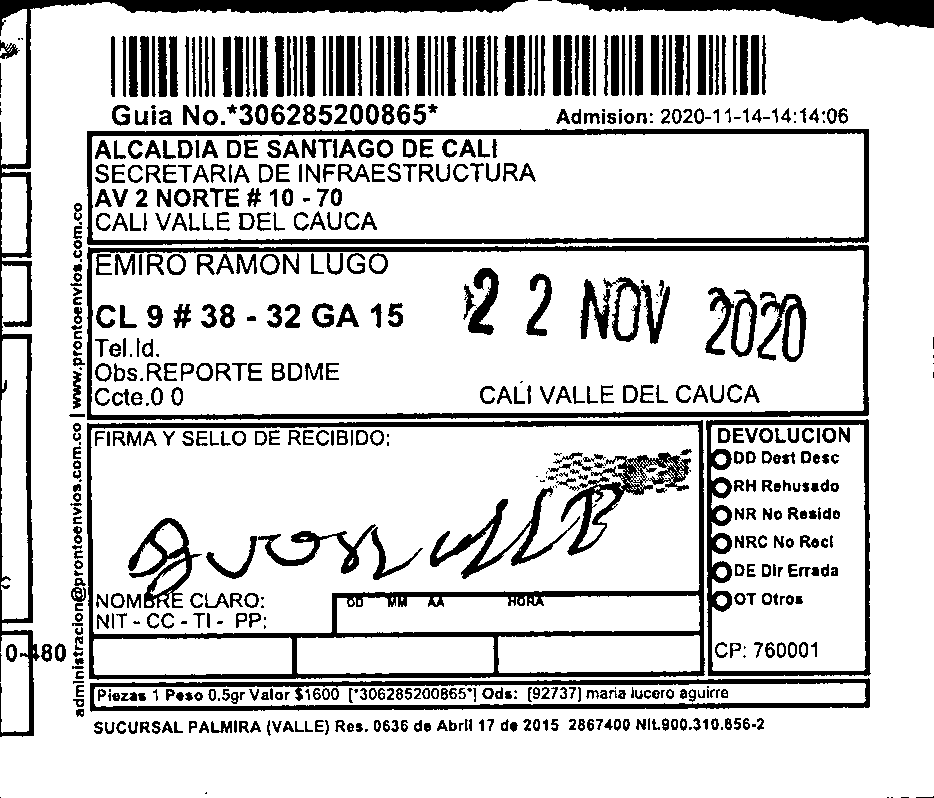 Guia No.*306285200865*
Admision: 2020-11-14-14:14:06
ALCALDIA DE SANTIAGO DE CALI
SECRETARIA DE INFRAESTRUCTURA
AV 2 NORTE # 10 - 70
CALI VALLE DEL CAUCA
EMIRO RAMON LUGO
CL 9 # 38 - 32 GA 15
22 NOV 2020
Tel.Id.
Obs.REPORTE BDME
Ccte.0 0
CALI VALLE DEL CAUCA
administracion@prontoenvios.com.co | www.prontoenvios.com.co
FIRMA Y SELLO DE RECIBIDO:
NOMBRE CLARO:
NIT - CC - TI - PP:
DD MM AA HORA
DEVOLUCION
DD Dest Desc
RH Rehusado
NR No Reside
NRC No Reci
DE Dir Errada
OT Otros
CP: 760001
0-480
Piezas 1 Peso 0.5gr Valor $1600 [*306285200865*] Ods: [92737] maria lucero aguirre
SUCURSAL PALMIRA (VALLE) Res. 0636 de Abril 17 de 2015 2867400 Nit.900.310.856-2